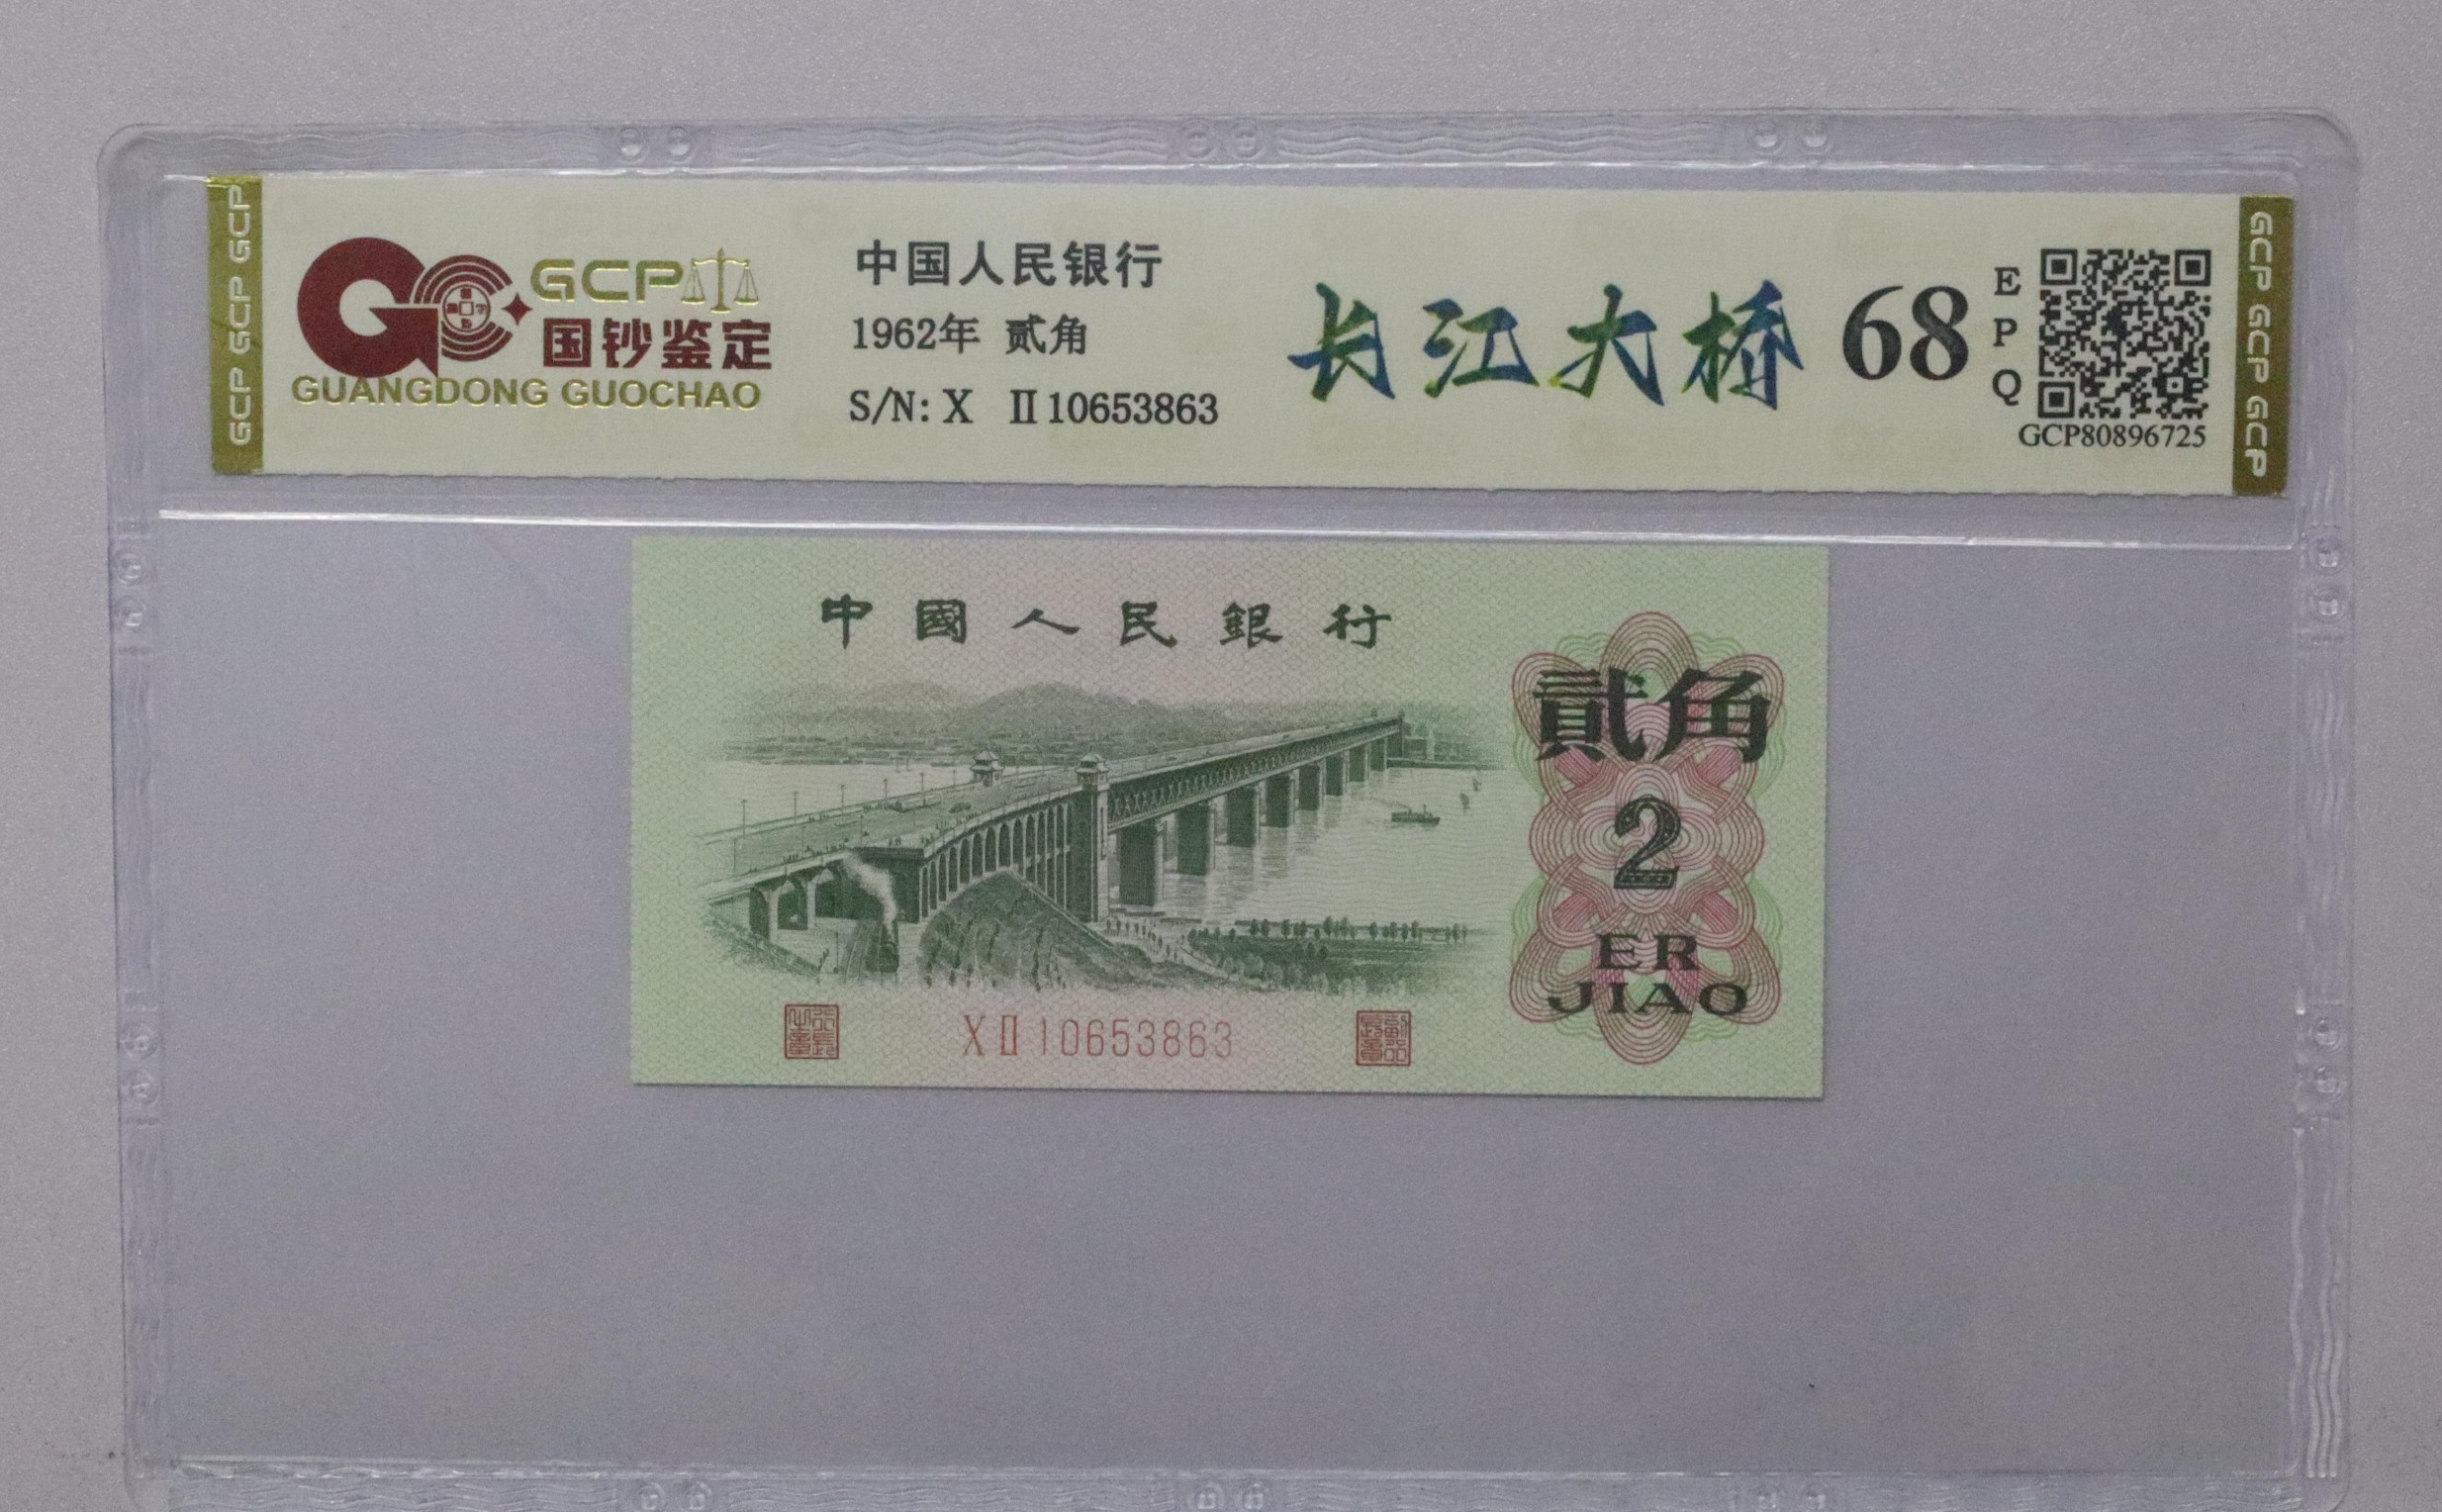 GCP GCP GCP
GCP
国钞鉴定
GUANGDONG GUOCHAO
中国人民银行
1962年 贰角
S/N: X Ⅱ10653863
长江大桥
68
EPQ
GCP80896725
GCP GCP GCP
中國人民銀行
貳角
2
ER
JIAO
XⅡ10653863